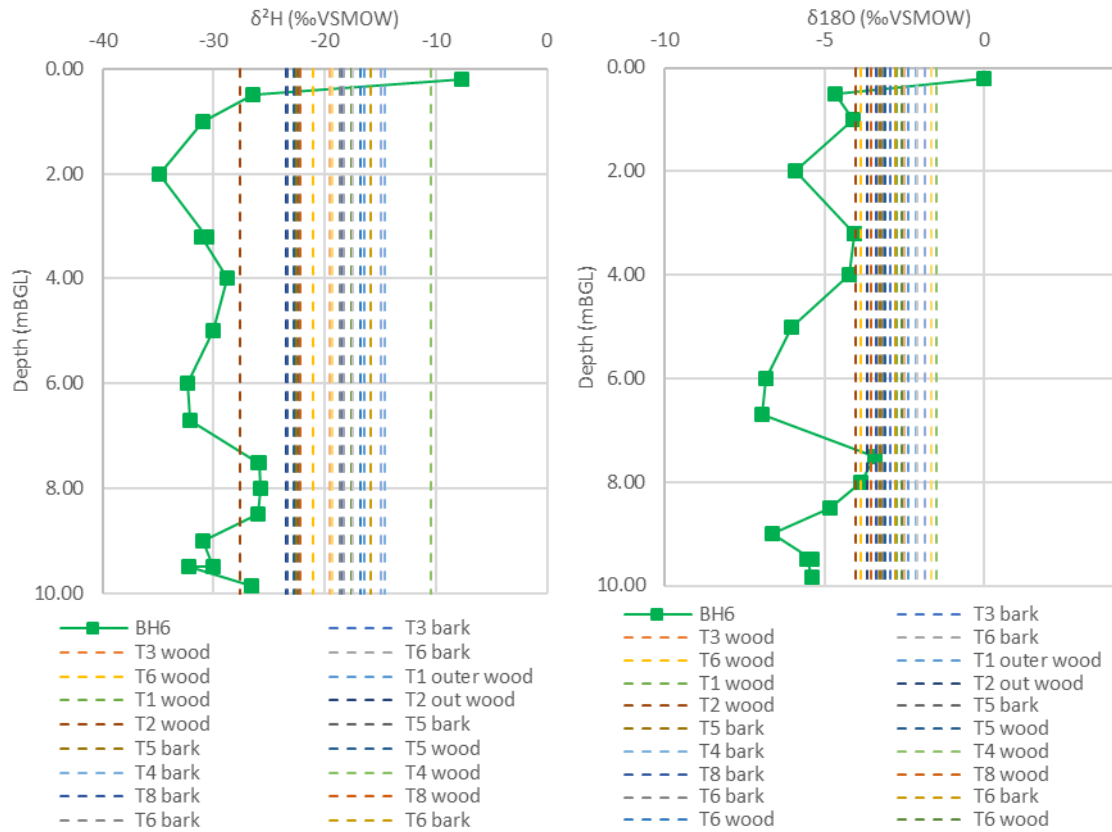 δ²H (‰VSMOW)
-40 -30 -20 -10 0
0.00
2.00
4.00
6.00
8.00
10.00
Depth (mBGL)
BH6 T3 bark
T3 wood T6 bark
T6 wood T1 outer wood
T1 wood T2 out wood
T2 wood T5 bark
T5 bark T5 wood
T4 bark T4 wood
T8 bark T8 wood
T6 bark T6 bark
δ18O (‰VSMOW)
-10 -5 0
0.00
2.00
4.00
6.00
8.00
10.00
Depth (mBGL)
BH6 T3 bark
T3 wood T6 bark
T6 wood T1 outer wood
T1 wood T2 out wood
T2 wood T5 bark
T5 bark T5 wood
T4 bark T4 wood
T8 bark T8 wood
T6 bark T6 bark
T6 wood T6 wood